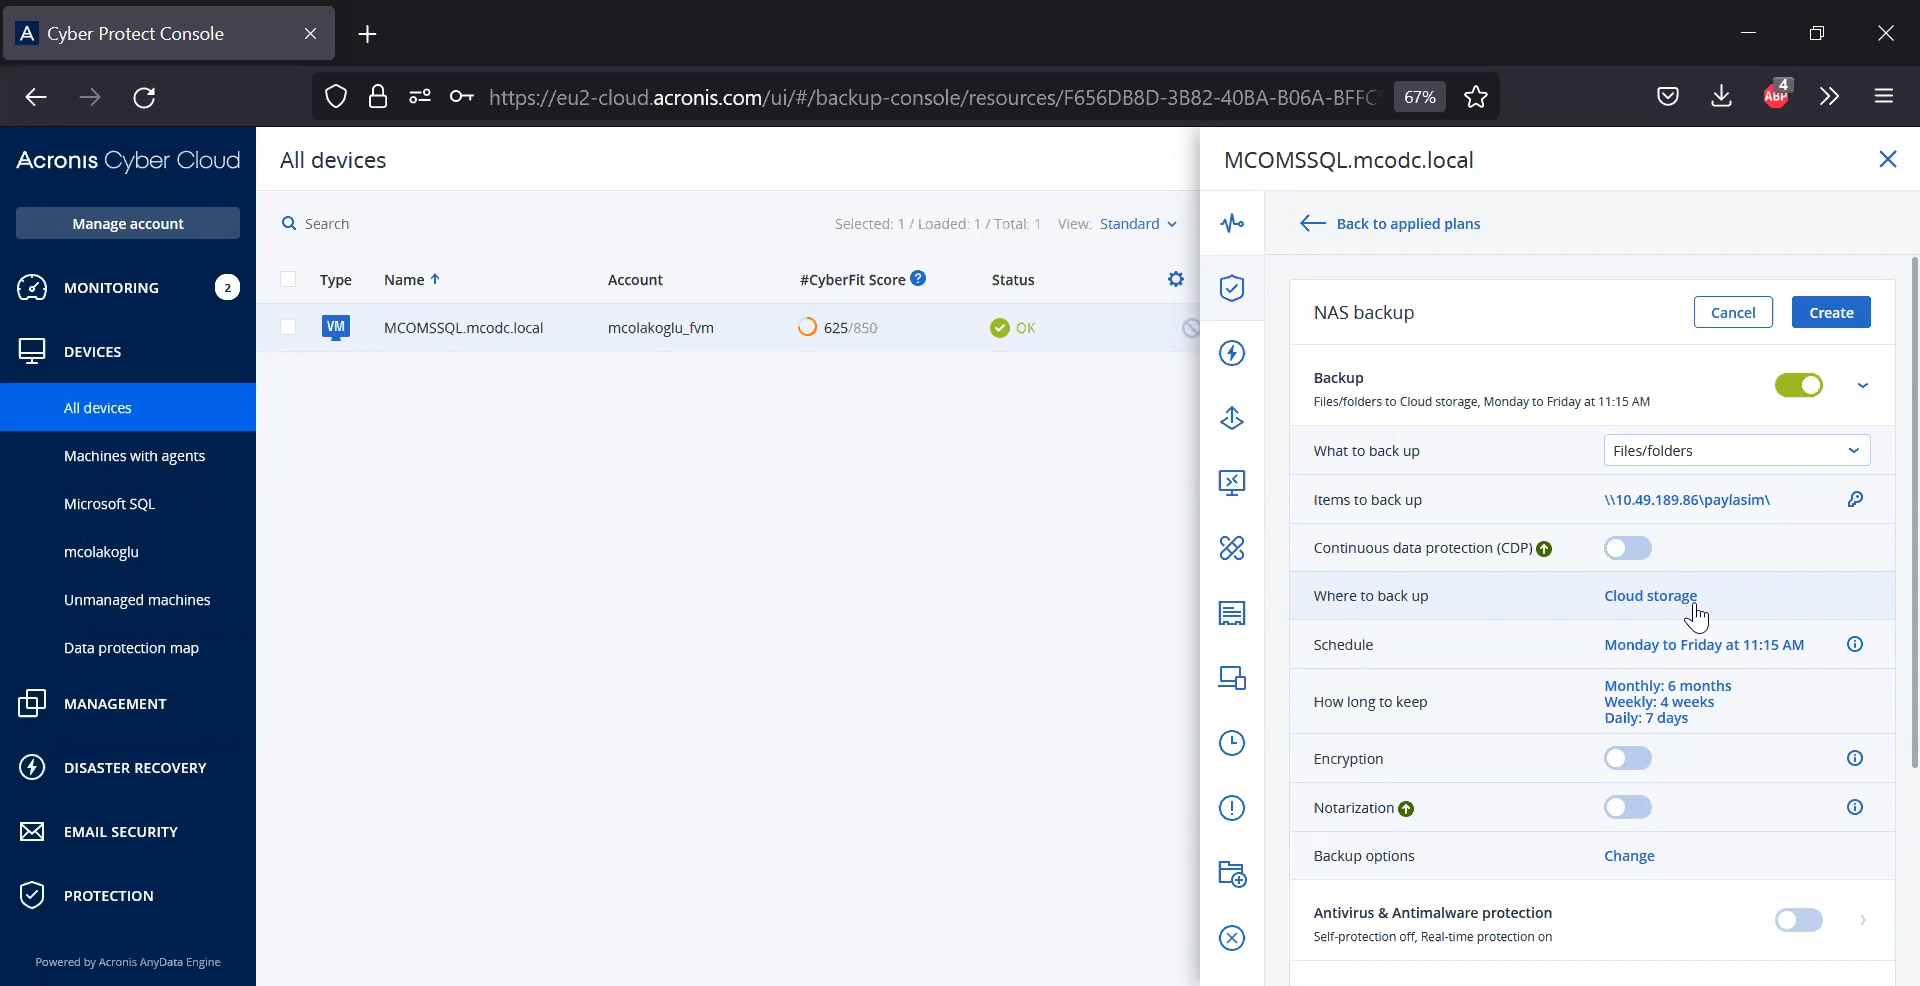 Cyber Protect Console
https://eu2-cloud.acronis.com/ui/#/backup-console/resources/F656DB8D-3B82-40BA-B06A-BFFC
67%
4
ABP
Acronis Cyber Cloud
Manage account
MONITORING
2
DEVICES
All devices
Machines with agents
Microsoft SQL
mcolakoglu
Unmanaged machines
Data protection map
MANAGEMENT
DISASTER RECOVERY
EMAIL SECURITY
PROTECTION
Powered by Acronis AnyData Engine
All devices
Search
Selected: 1 / Loaded: 1 / Total: 1 View: Standard
Type Name Account #CyberFit Score Status
VM MCOMSSQL.mcodc.local mcolakoglu_fvm 625/850 OK
MCOMSSQL.mcodc.local
Back to applied plans
NAS backup
Cancel
Create
Backup
Files/folders to Cloud storage, Monday to Friday at 11:15 AM
What to back up Files/folders
Items to back up \\10.49.189.86\paylasim\
Continuous data protection (CDP)
Where to back up Cloud storage
Schedule Monday to Friday at 11:15 AM
How long to keep
Monthly: 6 months
Weekly: 4 weeks
Daily: 7 days
Encryption
Notarization
Backup options Change
Antivirus & Antimalware protection
Self-protection off, Real-time protection on